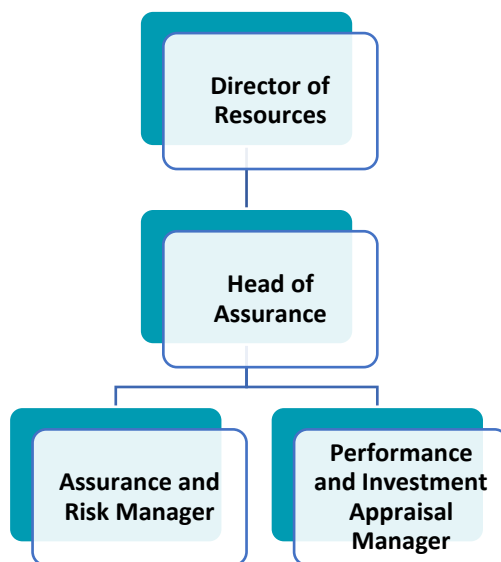 Director of
Resources
Head of
Assurance
Assurance and
Risk Manager
Performance
and Investment
Appraisal
Manager